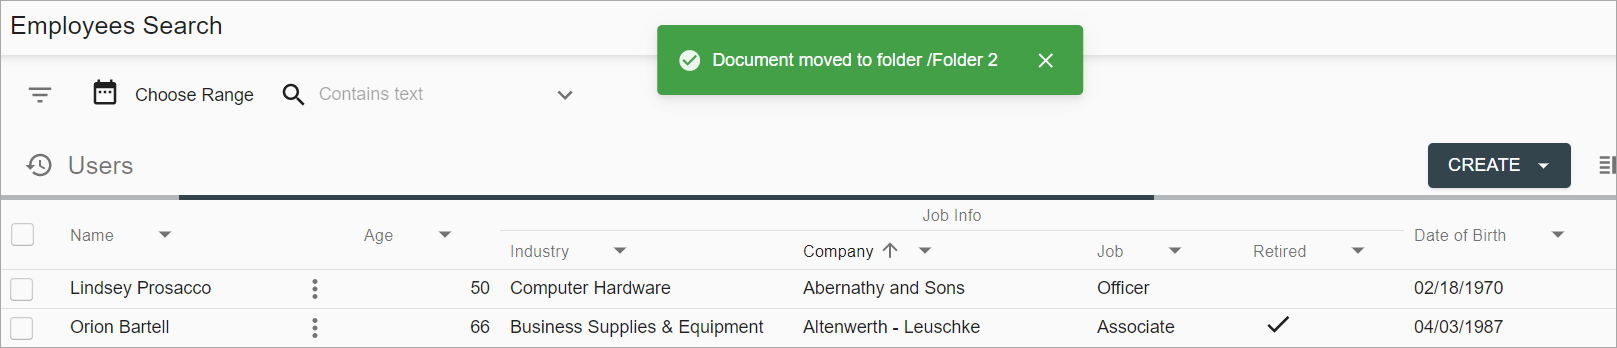 Employees Search
Document moved to folder /Folder 2
Choose Range
Contains text
Users
CREATE
Job Info
Name Age Date of Birth
Industry Company Job Retired
Lindsey Prosacco 50 Computer Hardware Abernathy and Sons Officer 02/18/1970
Orion Bartell 66 Business Supplies & Equipment Altenwerth - Leuschke Associate 04/03/1987